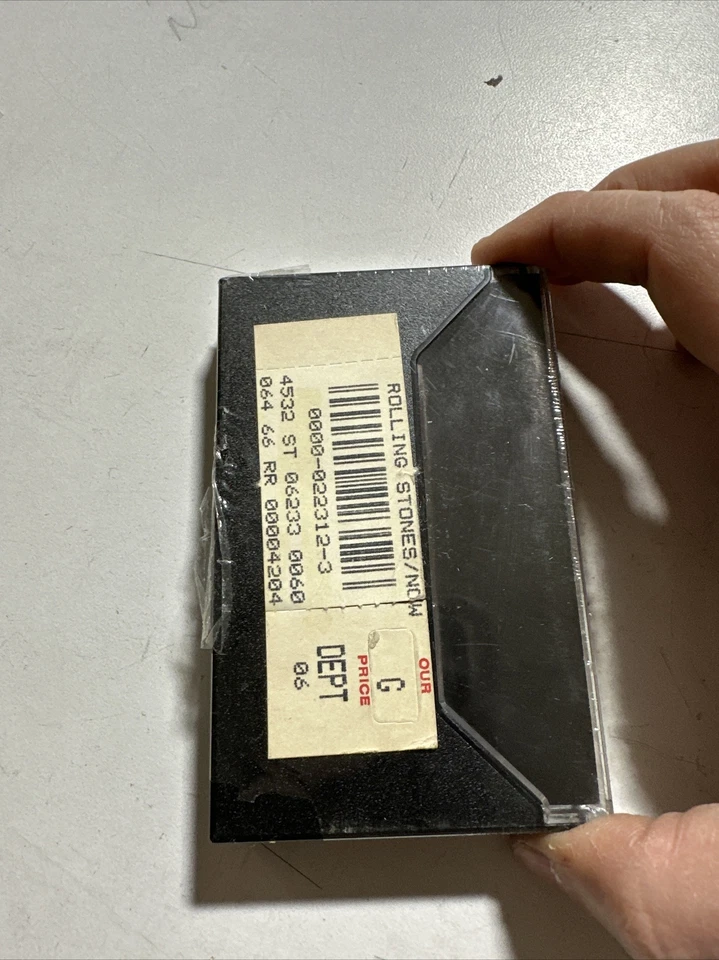 ROLLING STONES/NOW
0000-022312-3
4532 ST 06233 0060
064 66 RR 00004204
OUR
PRICE
G
DEPT
06